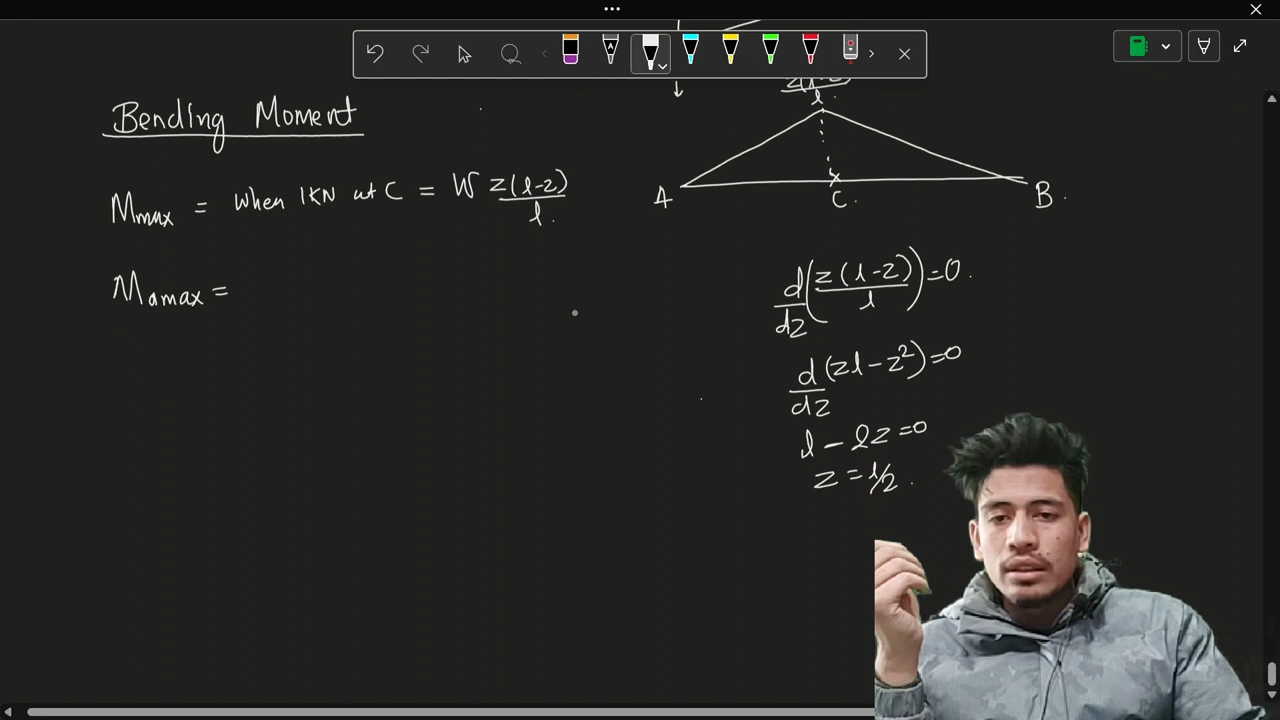 Bending Moment
Mmax = When 1KN at C = W z(l-z)/l.
Mamax =
z(l-z)/l.
A
C.
B.
d/dz (z(l-z)/l) = 0.
d/dz (zl - z²) = 0
l - 2z = 0
z = l/2.